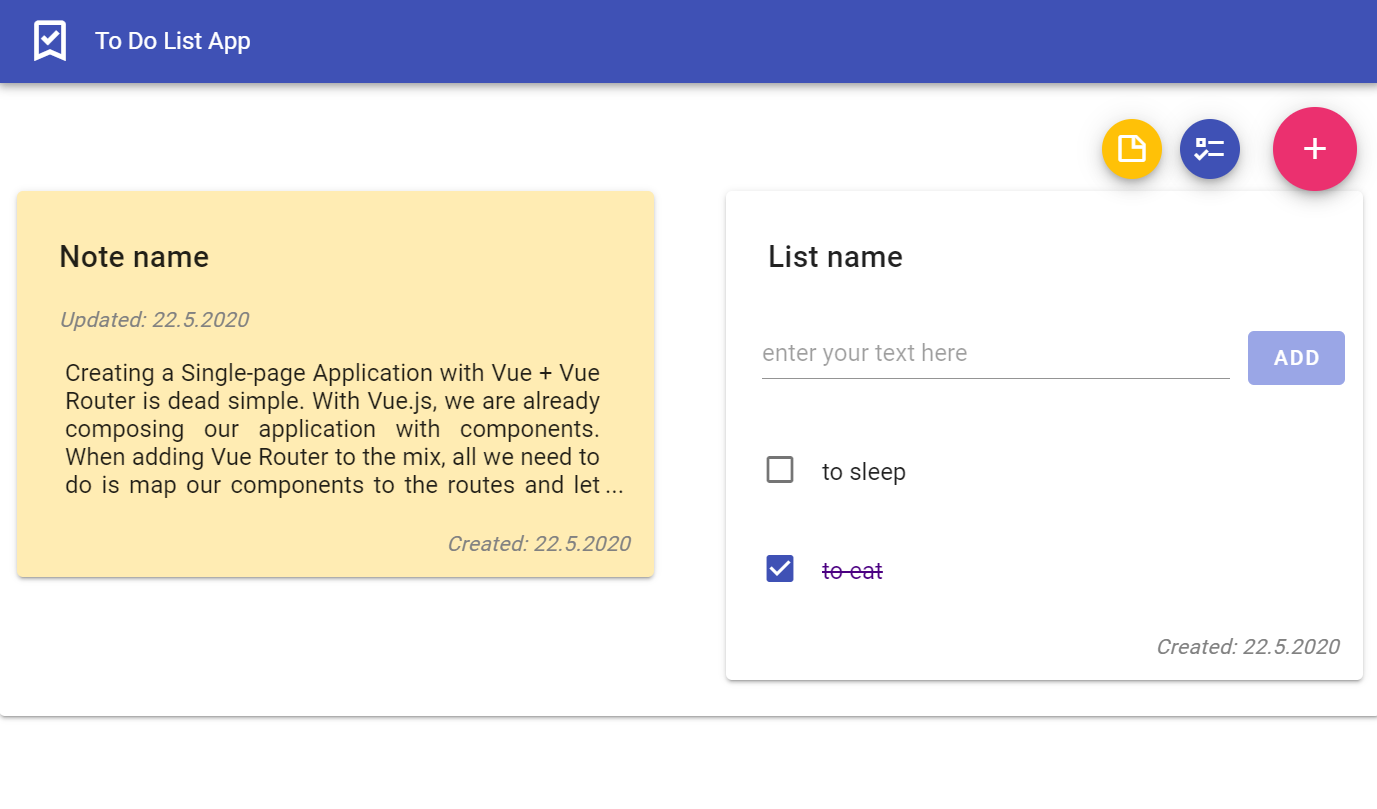 To Do List App
Note name
Updated: 22.5.2020
Creating a Single-page Application with Vue + Vue
Router is dead simple. With Vue.js, we are already
composing our application with components.
When adding Vue Router to the mix, all we need to
do is map our components to the routes and let ...
Created: 22.5.2020
List name
enter your text here
ADD
to sleep
to eat
Created: 22.5.2020